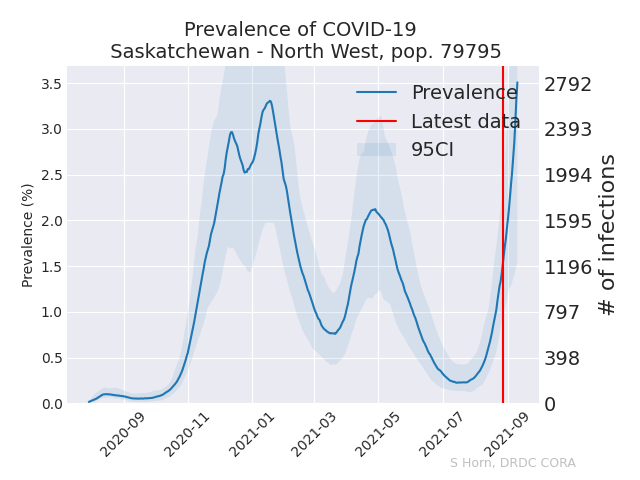 Prevalence of COVID-19
Saskatchewan - North West, pop. 79795
Prevalence
Latest data
95CI
Prevalence (%)
3.5
3.0
2.5
2.0
1.5
1.0
0.5
0.0
2792
2393
1994
1595
1196
797
398
0
# of infections
2020-09
2020-11
2021-01
2021-03
2021-05
2021-07
2021-09
S Horn, DRDC CORA